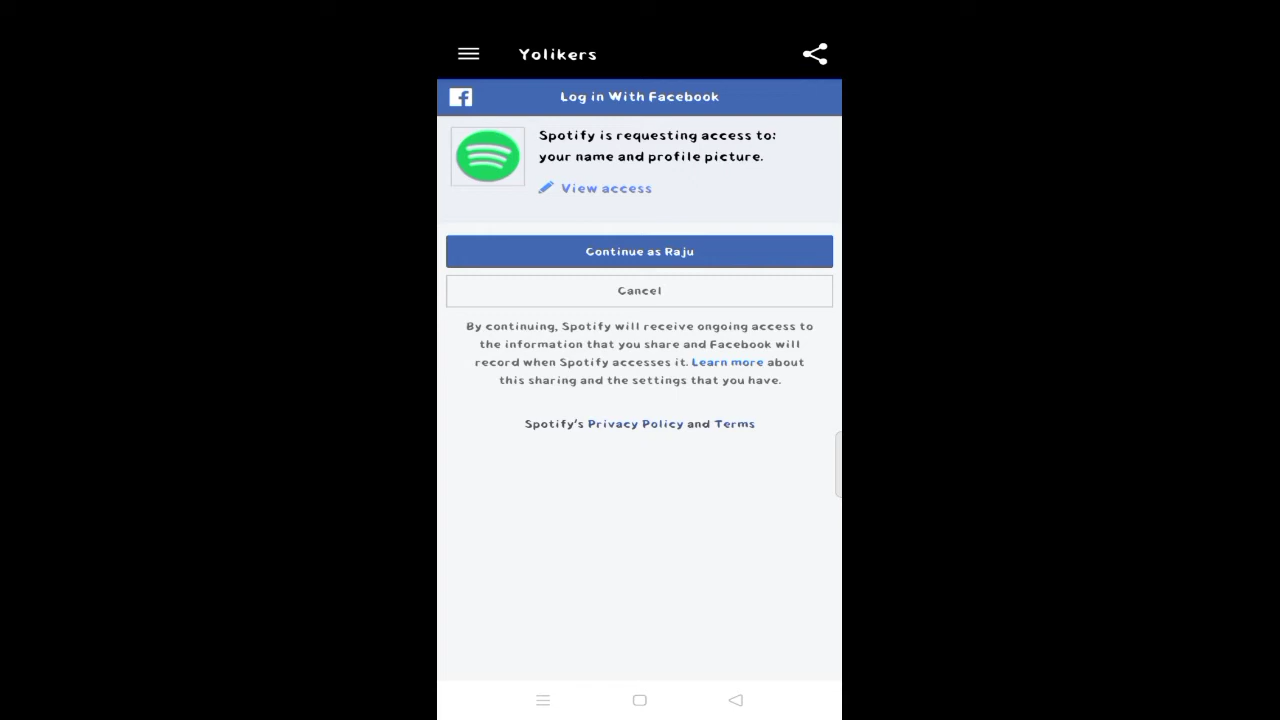 Yolikers
Log in With Facebook
Spotify is requesting access to:
your name and profile picture.
View access
Continue as Raju
Cancel
By continuing, Spotify will receive ongoing access to
the information that you share and Facebook will
record when Spotify accesses it. Learn more about
this sharing and the settings that you have.
Spotify's Privacy Policy and Terms